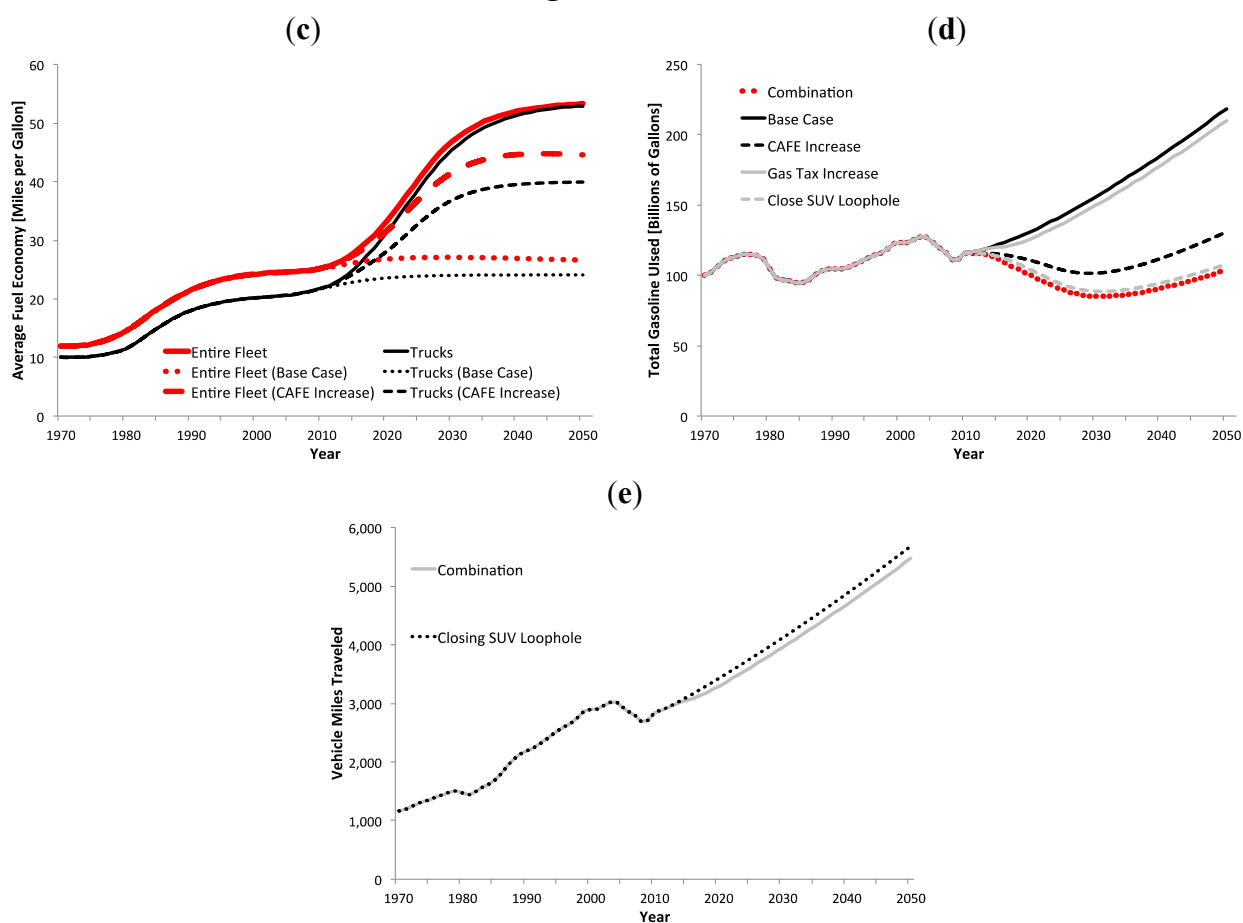 (c)
Average Fuel Economy [Miles per Gallon]
60
50
40
30
20
10
0
Entire Fleet
Trucks
Entire Fleet (Base Case)
Trucks (Base Case)
Entire Fleet (CAFE Increase)
Trucks (CAFE Increase)
1970 1980 1990 2000 2010 2020 2030 2040 2050
Year
(d)
Total Gasoline Ulsed [Billions of Gallons]
250
200
150
100
50
0
Combination
Base Case
CAFE Increase
Gas Tax Increase
Close SUV Loophole
1970 1980 1990 2000 2010 2020 2030 2040 2050
Year
(e)
Vehicle Miles Traveled
6,000
5,000
4,000
3,000
2,000
1,000
0
Combination
Closing SUV Loophole
1970 1980 1990 2000 2010 2020 2030 2040 2050
Year